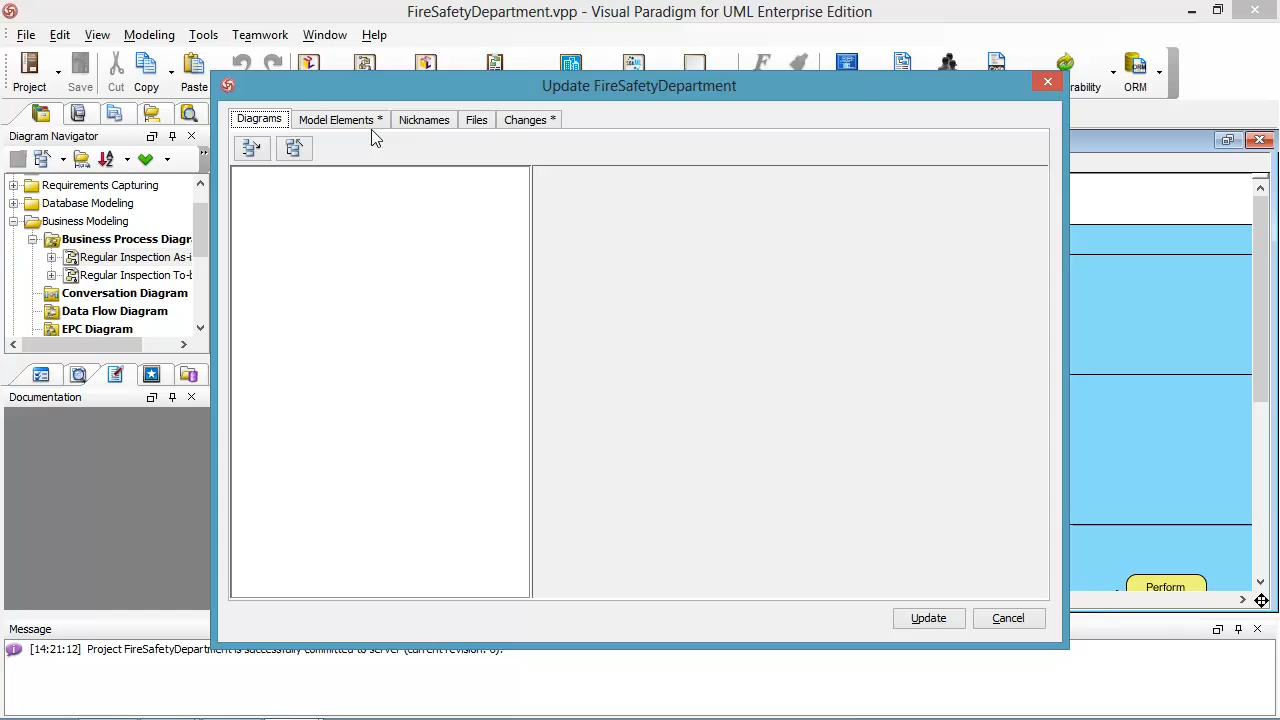 FireSafetyDepartment.vpp - Visual Paradigm for UML Enterprise Edition
File Edit View Modeling Tools Teamwork Window Help
Project Save Cut Copy Paste rability ORM
Update FireSafetyDepartment
Diagrams Model Elements * Nicknames Files Changes *
Diagram Navigator
Requirements Capturing
Database Modeling
Business Modeling
Business Process Diagr
Regular Inspection As-i
Regular Inspection To-b
Conversation Diagram
Data Flow Diagram
EPC Diagram
Documentation
Perform
Update Cancel
Message
[14:21:12] Project FireSafetyDepartment is successfully committed to server (current revision: 6).